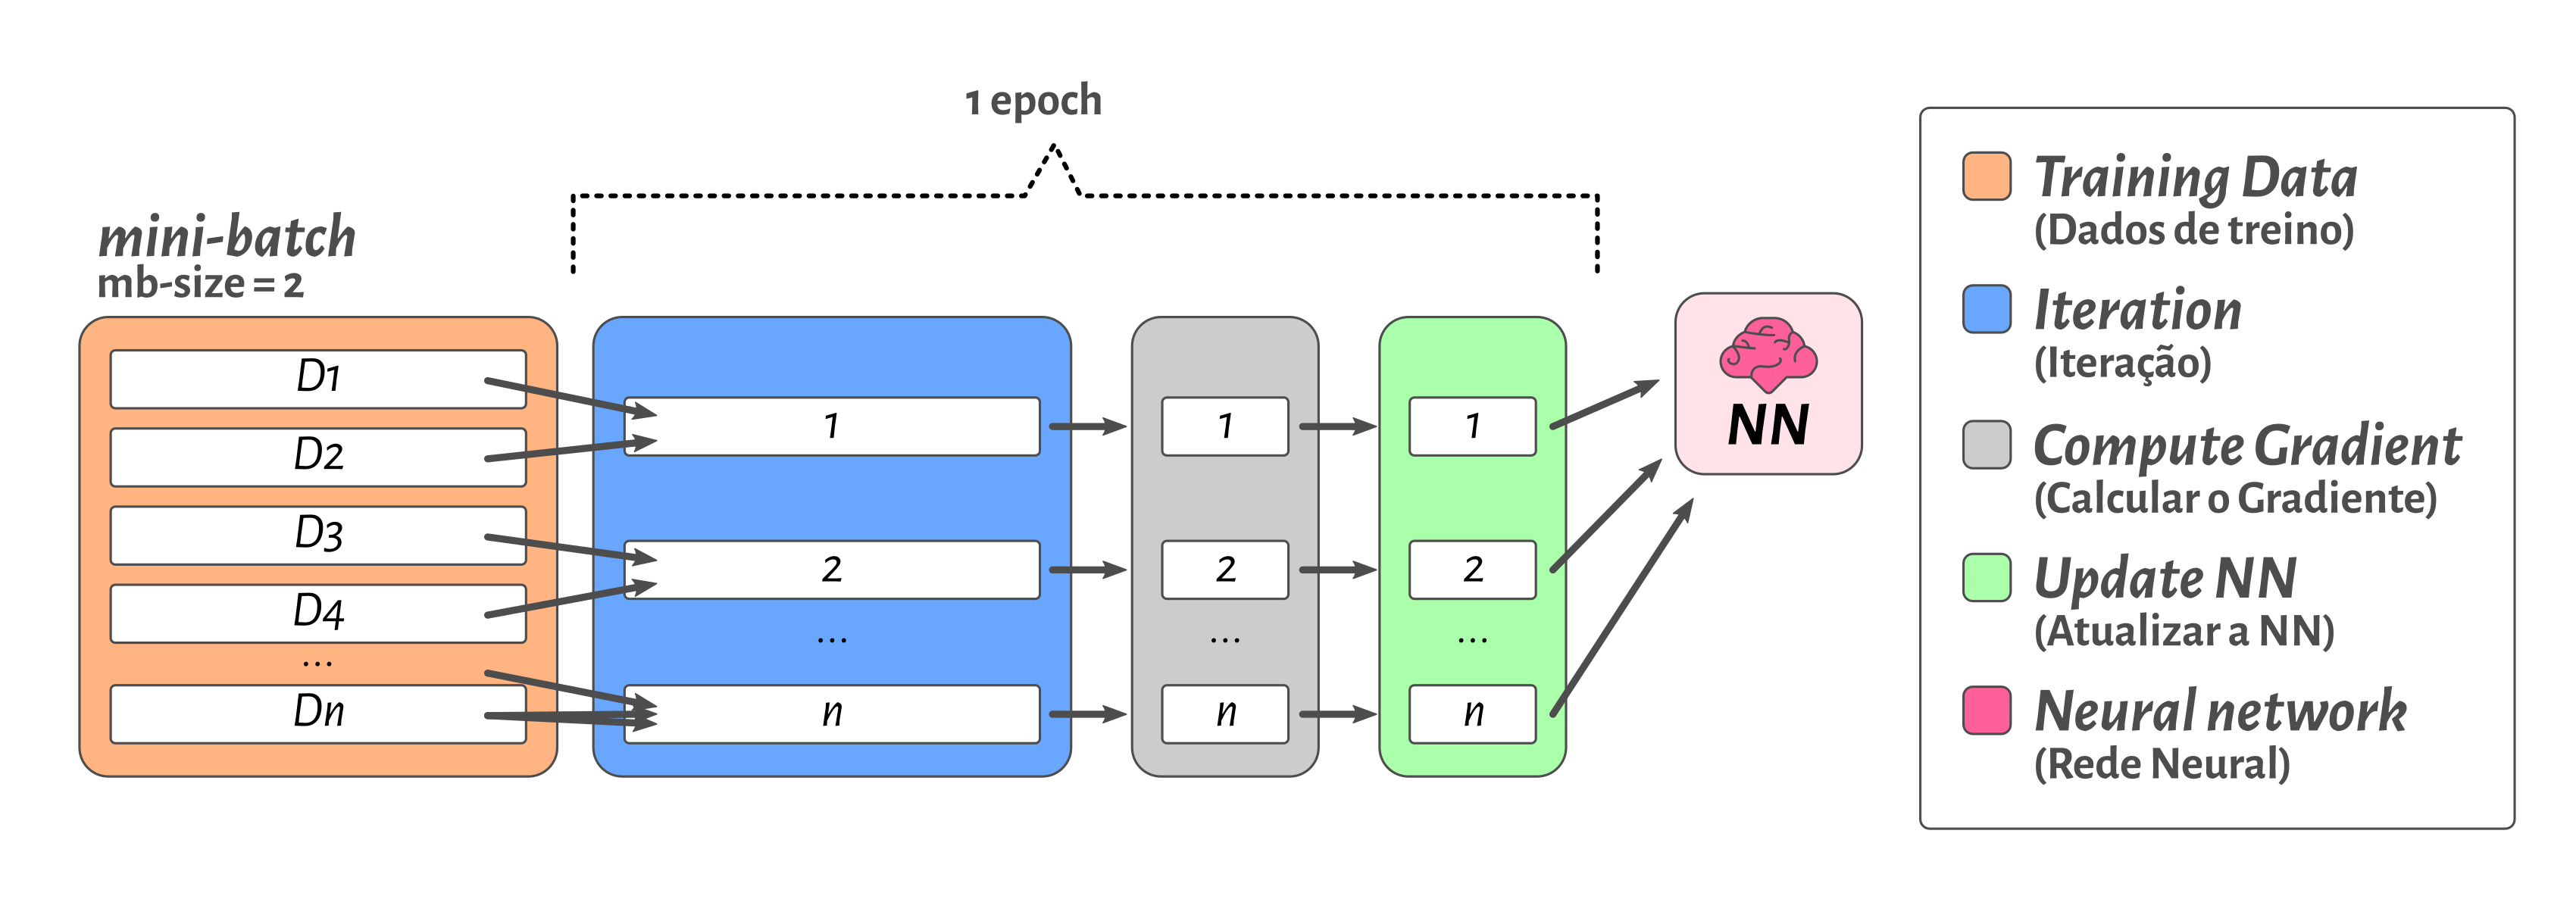 1 epoch
mini-batch
mb-size = 2
D1
D2
D3
D4
...
Dn
1
2
...
n
1
2
...
n
1
2
...
n
NN
Training Data
(Dados de treino)
Iteration
(Iteração)
Compute Gradient
(Calcular o Gradiente)
Update NN
(Atualizar a NN)
Neural network
(Rede Neural)